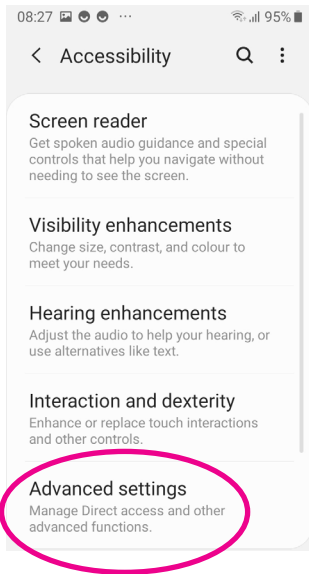 08:27 ... 95%
Accessibility
Screen reader
Get spoken audio guidance and special
controls that help you navigate without
needing to see the screen.
Visibility enhancements
Change size, contrast, and colour to
meet your needs.
Hearing enhancements
Adjust the audio to help your hearing, or
use alternatives like text.
Interaction and dexterity
Enhance or replace touch interactions
and other controls.
Advanced settings
Manage Direct access and other
advanced functions.